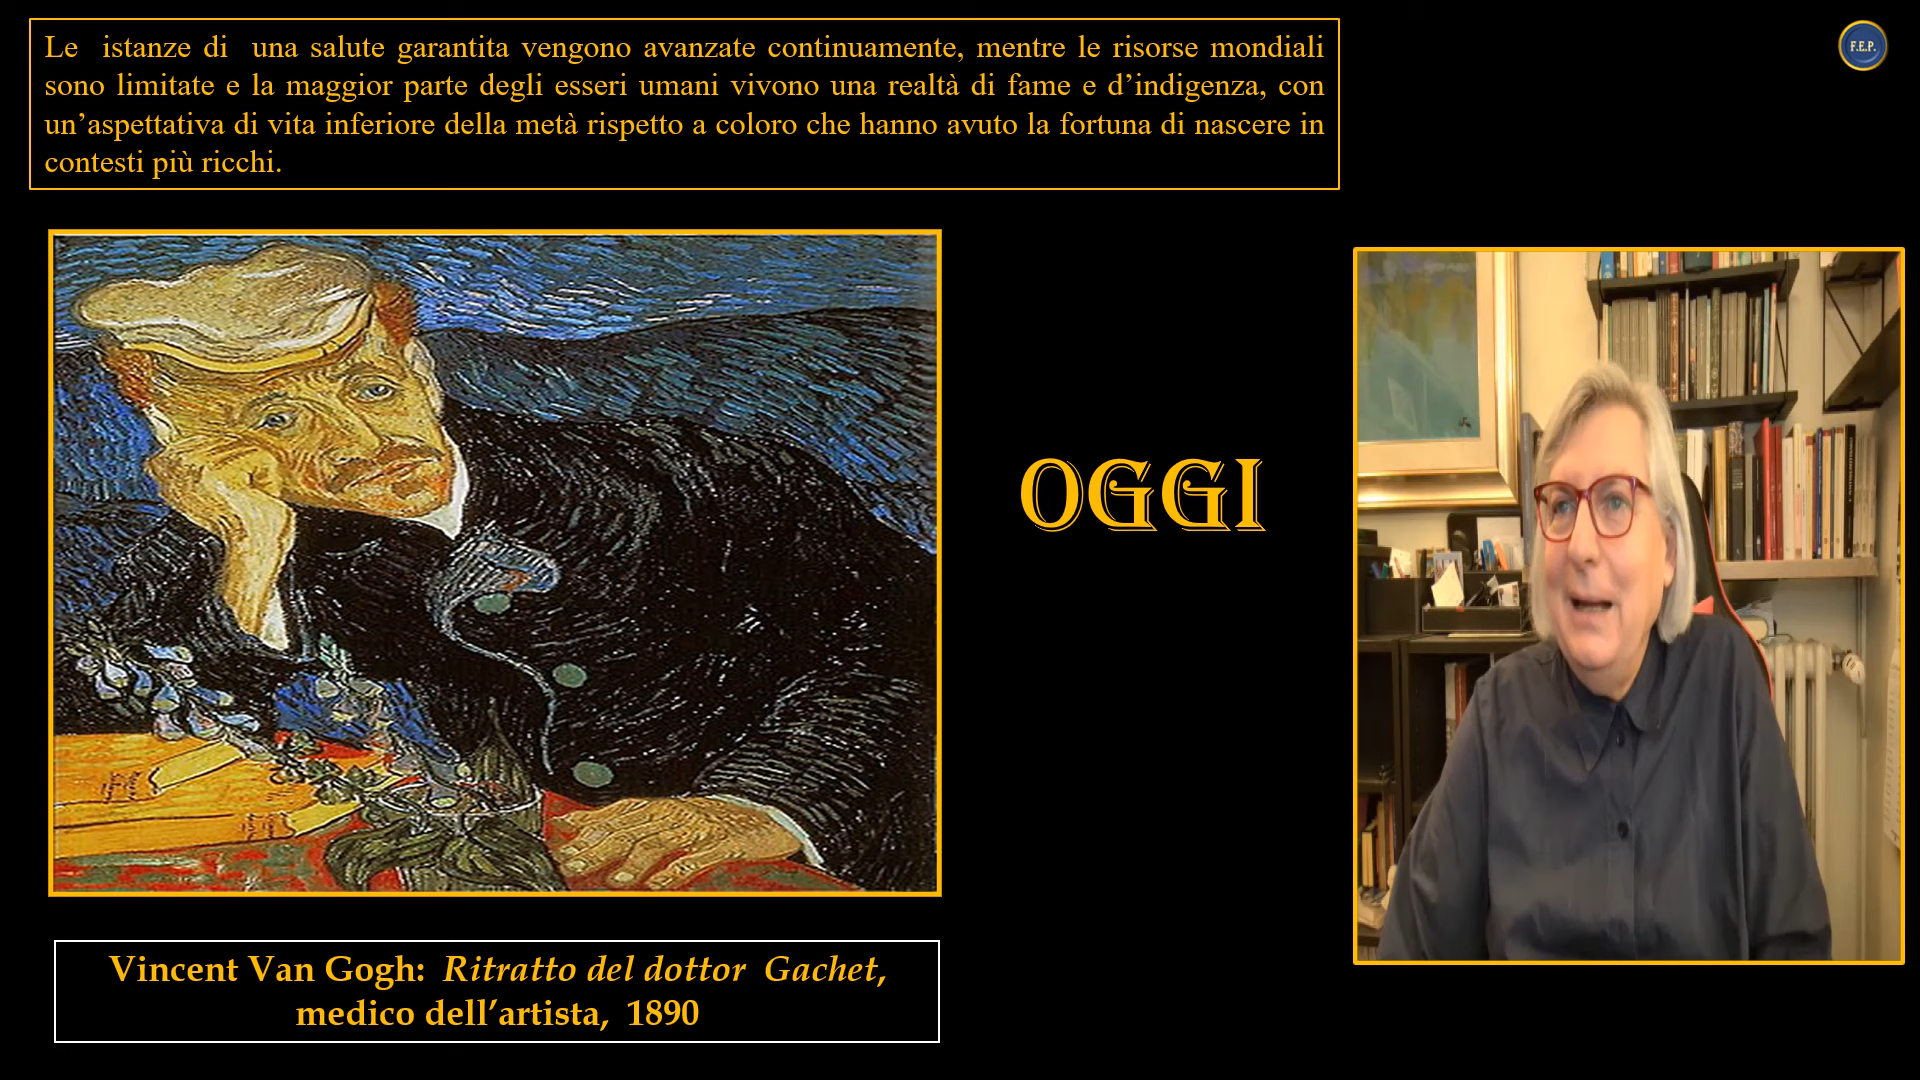 Le istanze di una salute garantita vengono avanzate continuamente, mentre le risorse mondiali
sono limitate e la maggior parte degli esseri umani vivono una realtà di fame e d’indigenza, con
un’aspettativa di vita inferiore della metà rispetto a coloro che hanno avuto la fortuna di nascere in
contesti più ricchi.
F.E.P.
OGGI
Vincent Van Gogh: Ritratto del dottor Gachet,
medico dell’artista, 1890